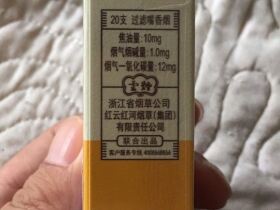 20支 过滤嘴香烟
焦油量:10mg
烟气烟碱量:1.0mg
烟气一氧化碳量:12mg
浙江省烟草公司
红云红河烟草(集团)
有限责任公司
联合出品